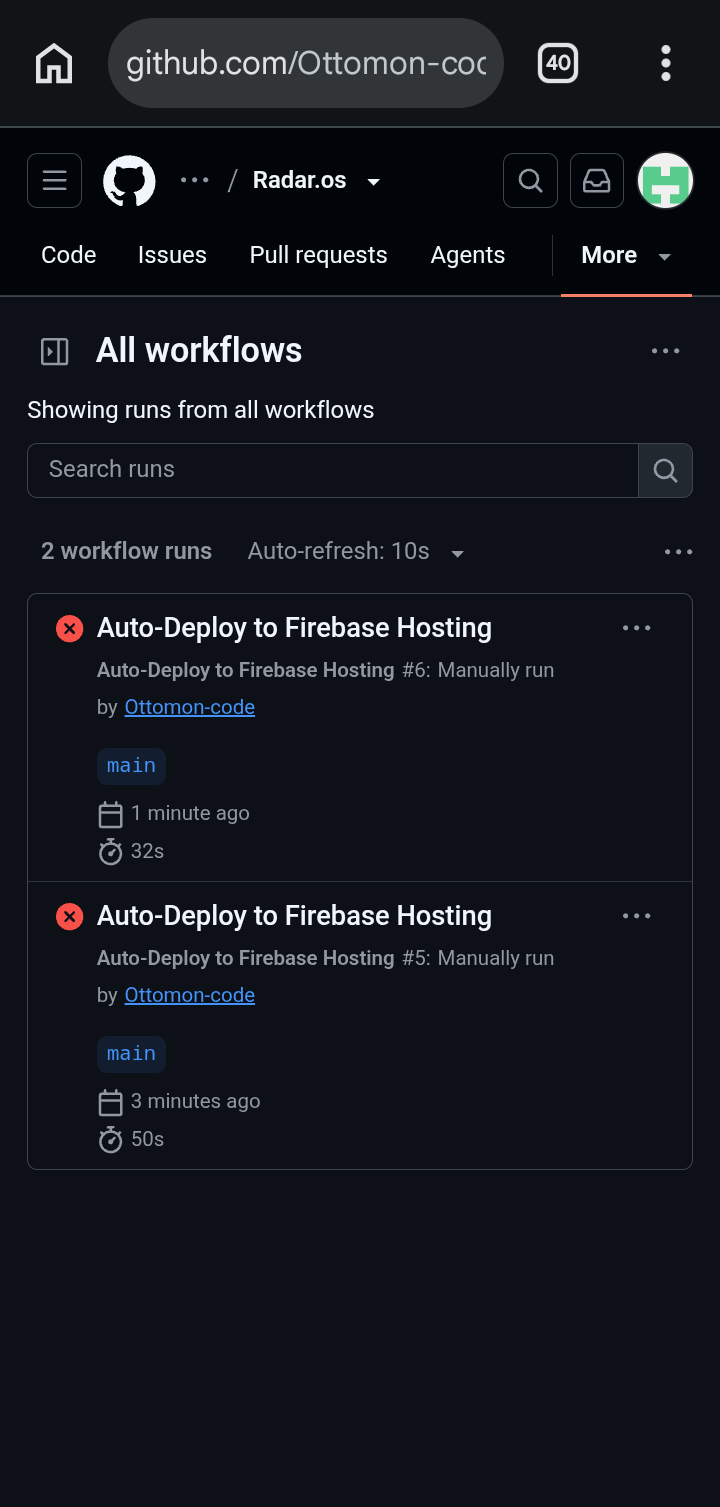 github.com/Ottomon-coc
40
/ Radar.os
Code Issues Pull requests Agents More
All workflows
Showing runs from all workflows
Search runs
2 workflow runs Auto-refresh: 10s
Auto-Deploy to Firebase Hosting
Auto-Deploy to Firebase Hosting #6: Manually run
by Ottomon-code
main
1 minute ago
32s
Auto-Deploy to Firebase Hosting
Auto-Deploy to Firebase Hosting #5: Manually run
by Ottomon-code
main
3 minutes ago
50s